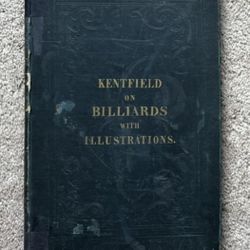 KENTFIELD
ON
BILLIARDS
WITH
ILLUSTRATIONS.